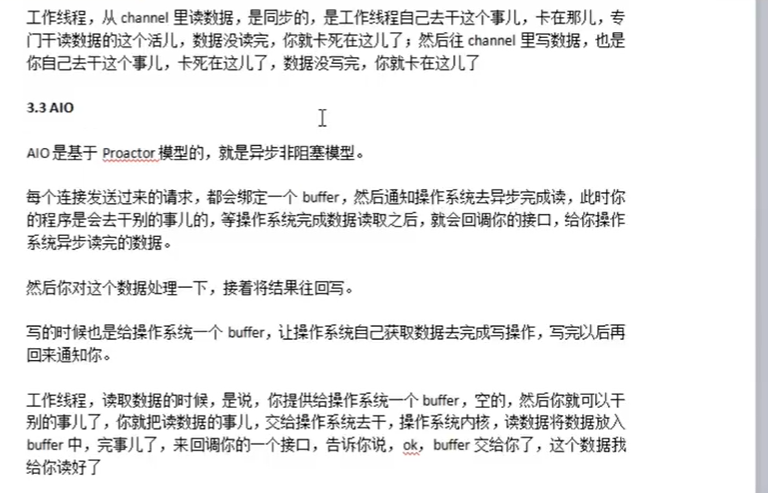 工作线程，从 channel 里读数据，是同步的，是工作线程自己去干这个事儿，卡在那儿，专
门干读数据的这个活儿，数据没读完，你就卡死在这儿了；然后往 channel 里写数据，也是
你自己去干这个事儿，卡死在这儿了，数据没写完，你就卡在这儿了
3.3 AIO
AIO 是基于 Proactor 模型的，就是异步非阻塞模型。
每个连接发送过来的请求，都会绑定一个 buffer，然后通知操作系统去异步完成读，此时你
的程序是会去干别的事儿的，等操作系统完成数据读取之后，就会回调你的接口，给你操作
系统异步读完的数据。
然后你对这个数据处理一下，接着将结果往回写。
写的时候也是给操作系统一个 buffer，让操作系统自己获取数据去完成写操作，写完以后再
回来通知你。
工作线程，读取数据的时候，是说，你提供给操作系统一个 buffer，空的，然后你就可以干
别的事儿了，你就把读数据的事儿，交给操作系统去干，操作系统内核，读数据将数据放入
buffer 中，完事儿了，来回调你的一个接口，告诉你说，ok，buffer 交给你了，这个数据我
给你读好了